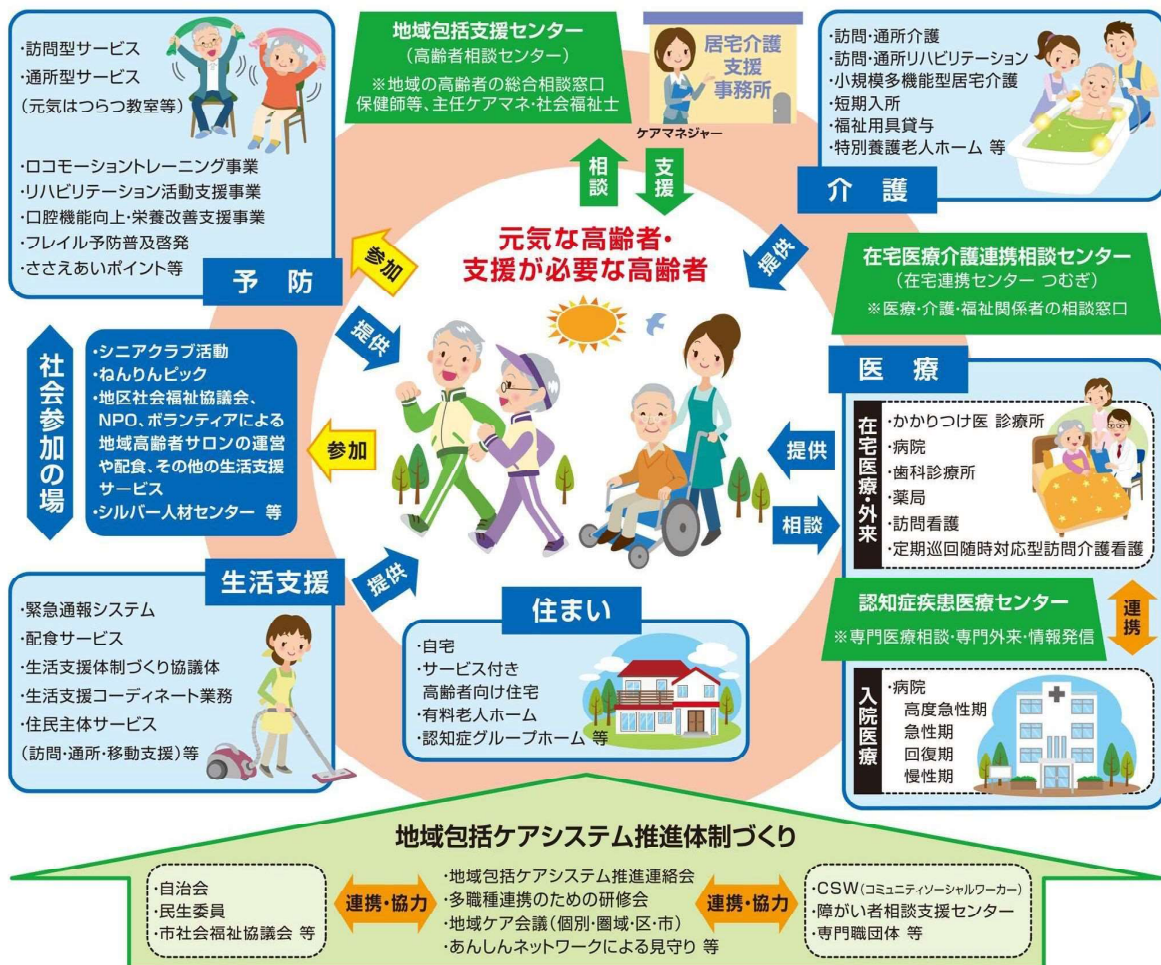 ・訪問型サービス
・通所型サービス
(元気はつらつ教室等)
・ロコモーショントレーニング事業
・リハビリテーション活動支援事業
・口腔機能向上・栄養改善支援事業
・フレイル予防普及啓発
・ささえあいポイント等
予 防
地域包括支援センター
(高齢者相談センター)
※地域の高齢者の総合相談窓口
保健師等、主任ケアマネ・社会福祉士
居宅介護
支援
事務所
ケアマネジャー
・訪問・通所介護
・訪問・通所リハビリテーション
・小規模多機能型居宅介護
・短期入所
・福祉用具貸与
・特別養護老人ホーム 等
介 護
相談
支援
元気な高齢者・
支援が必要な高齢者
参加
提供
提供
在宅医療介護連携相談センター
(在宅連携センター つむぎ)
※医療・介護・福祉関係者の相談窓口
社会参加の場
・シニアクラブ活動
・ねんりんピック
・地区社会福祉協議会、
NPO、ボランティアによる
地域高齢者サロンの運営
や配食、その他の生活支援
サービス
・シルバー人材センター 等
参加
提供
相談
医 療
在宅医療・外来
・かかりつけ医 診療所
・病院
・歯科診療所
・薬局
・訪問看護
・定期巡回随時対応型訪問介護看護
認知症疾患医療センター
※専門医療相談・専門外来・情報発信
連携
入院医療
・病院
高度急性期
急性期
回復期
慢性期
生活支援
提供
・緊急通報システム
・配食サービス
・生活支援体制づくり協議体
・生活支援コーディネート業務
・住民主体サービス
(訪問・通所・移動支援)等
住まい
・自宅
・サービス付き
高齢者向け住宅
・有料老人ホーム
・認知症グループホーム 等
地域包括ケアシステム推進体制づくり
・自治会
・民生委員
・市社会福祉協議会 等
連携・協力
・地域包括ケアシステム推進連絡会
・多職種連携のための研修会
・地域ケア会議(個別・圏域・区・市)
・あんしんネットワークによる見守り 等
連携・協力
・CSW(コミュニティソーシャルワーカー)
・障がい者相談支援センター
・専門職団体 等